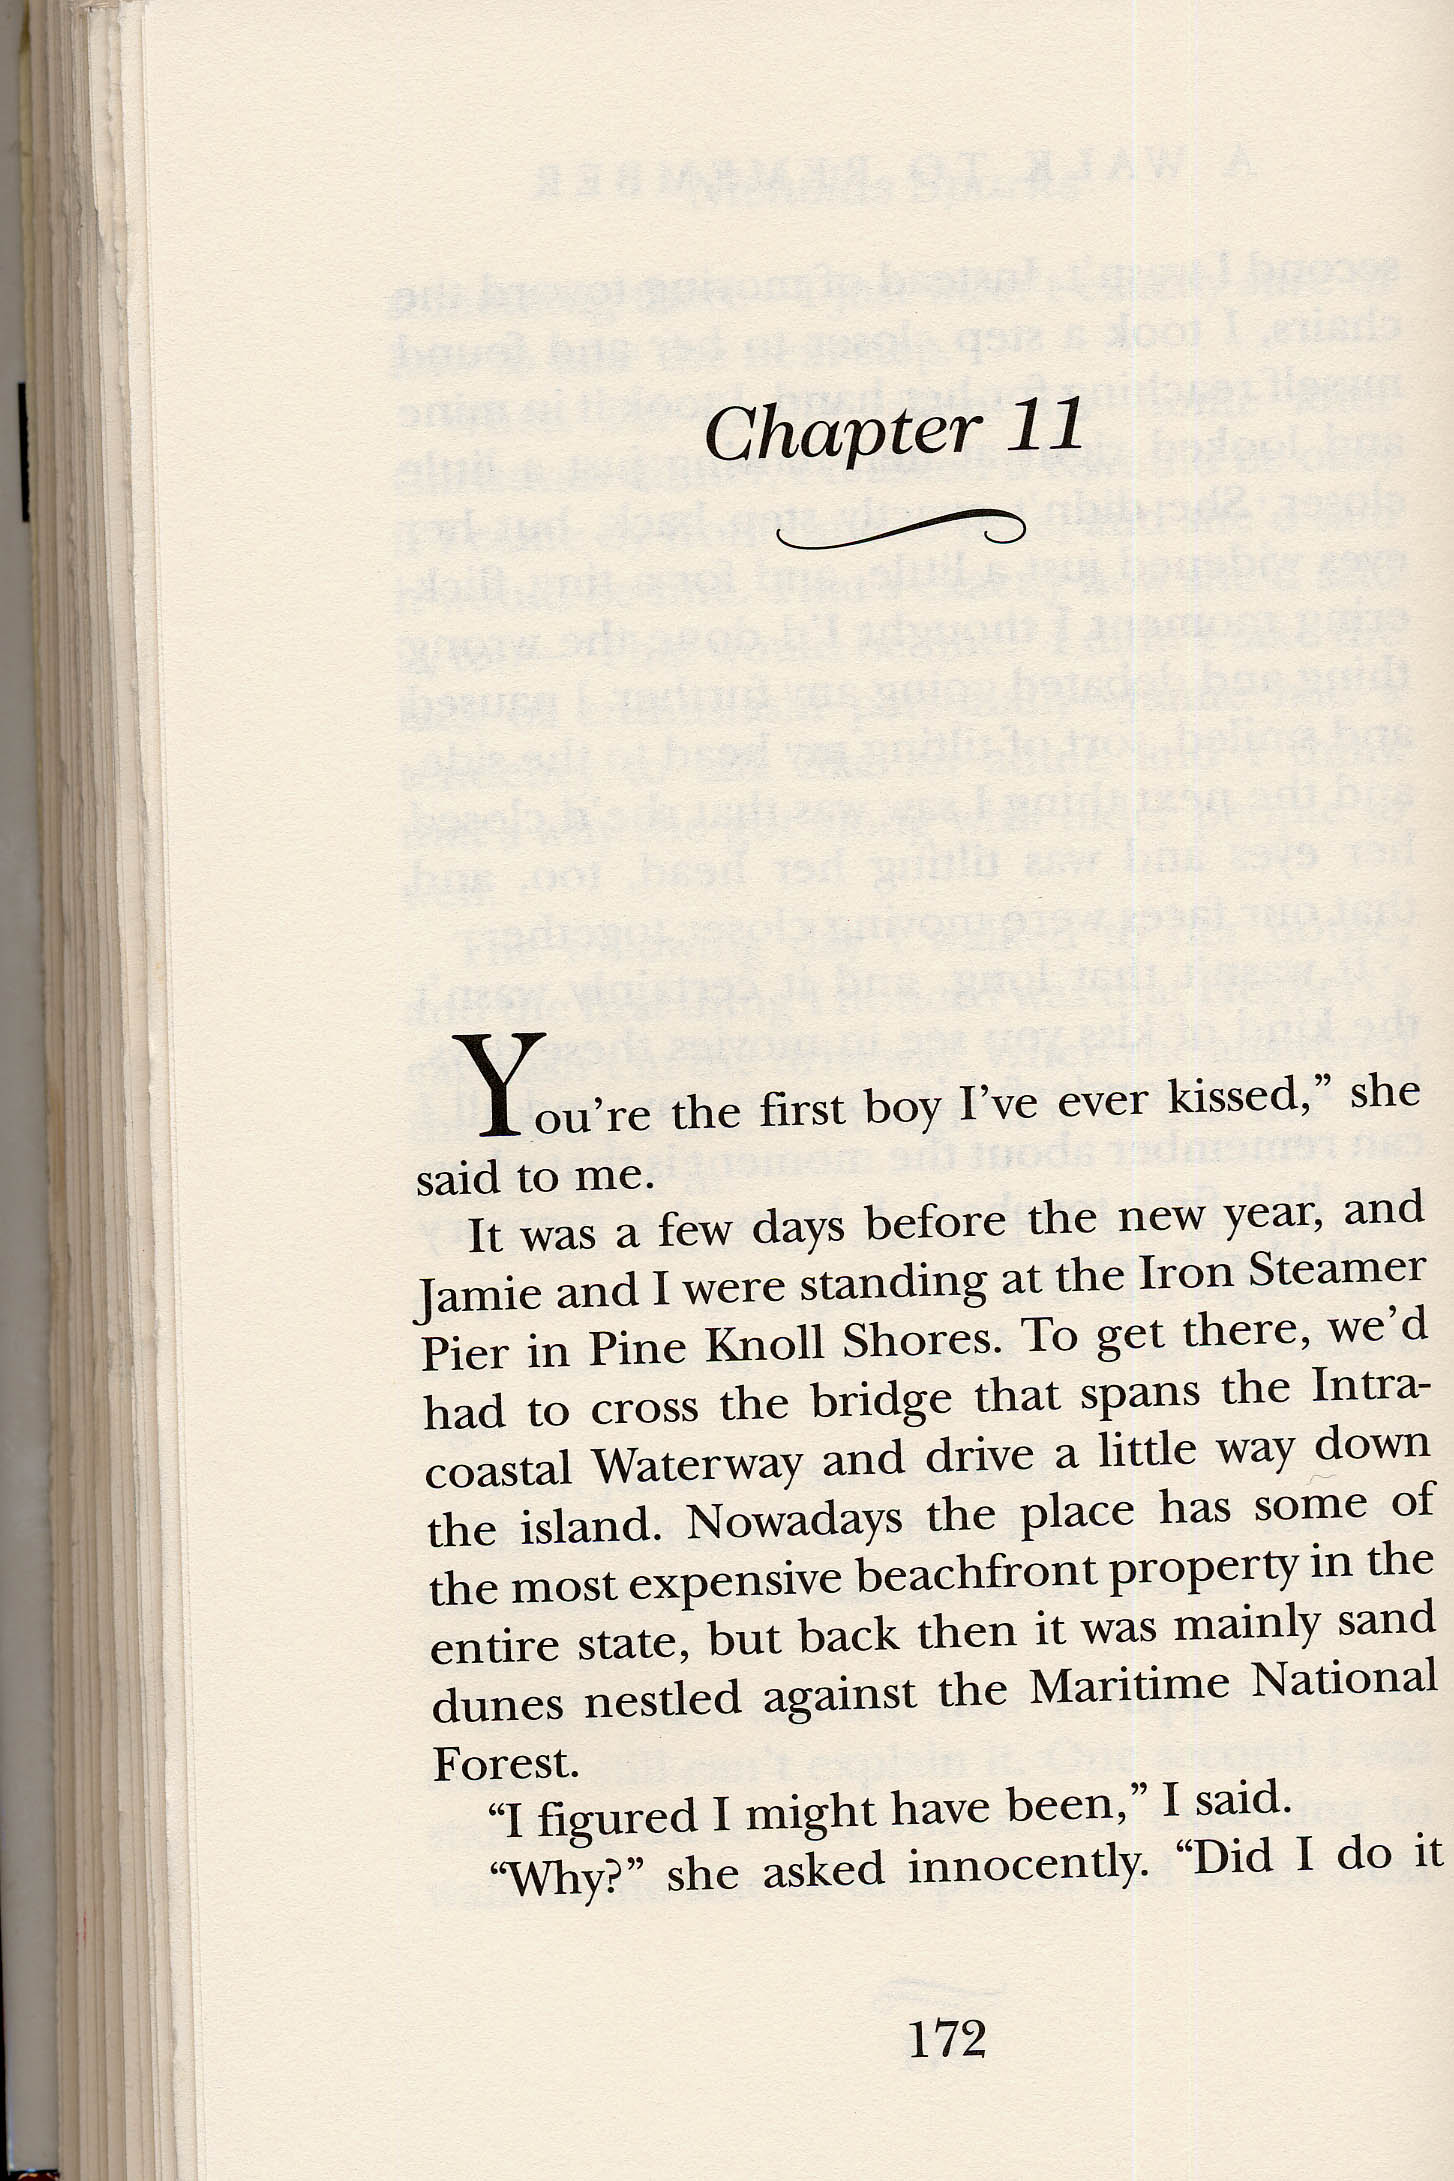 Chapter 11
You're the first boy I've ever kissed,” she
said to me.
It was a few days before the new year, and
Jamie and I were standing at the Iron Steamer
Pier in Pine Knoll Shores. To get there, we'd
had to cross the bridge that spans the Intra-
coastal Waterway and drive a little way down
the island. Nowadays the place has some of
the most expensive beachfront property in the
entire state, but back then it was mainly sand
dunes nestled against the Maritime National
Forest.
“I figured I might have been,” I said.
“Why?” she asked innocently. “Did I do it
172